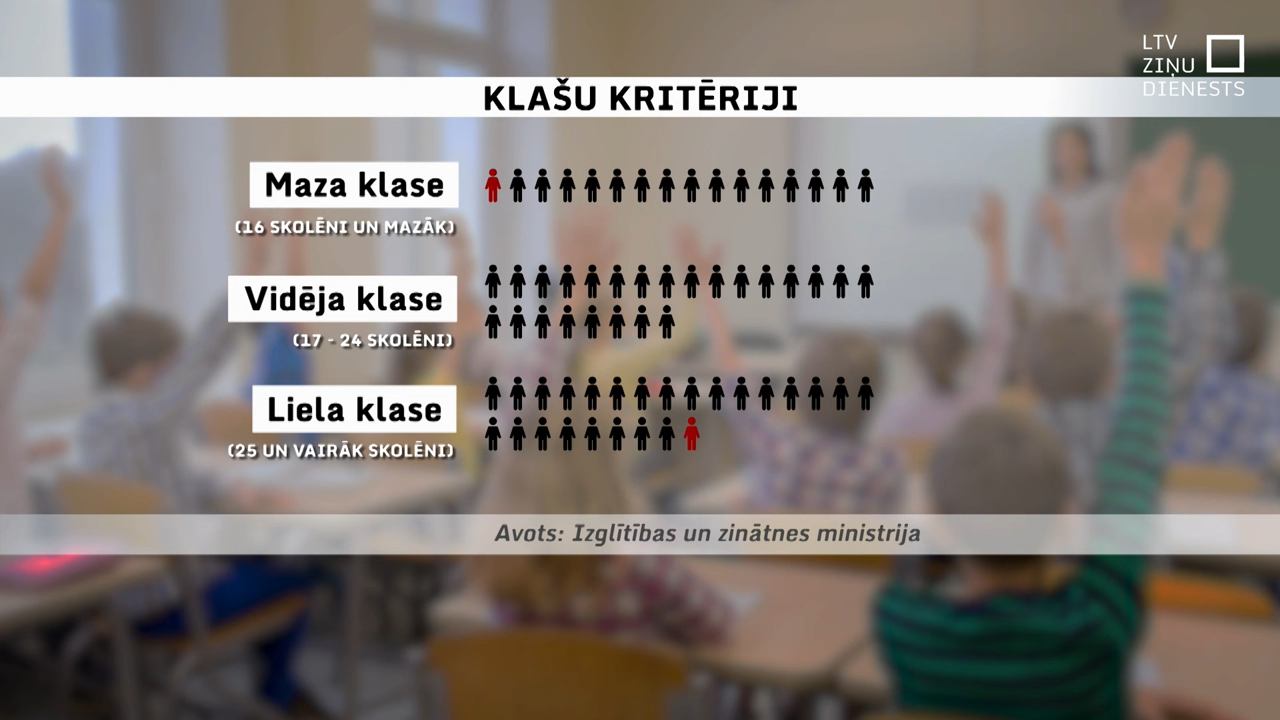 LTV
ZIŅU
DIENESTS
KLAŠU KRITĒRIJI
Maza klase
(16 SKOLĒNI UN MAZĀK)
Vidēja klase
(17 - 24 SKOLĒNI)
Liela klase
(25 UN VAIRĀK SKOLĒNI)
Avots: Izglītības un zinātnes ministrija